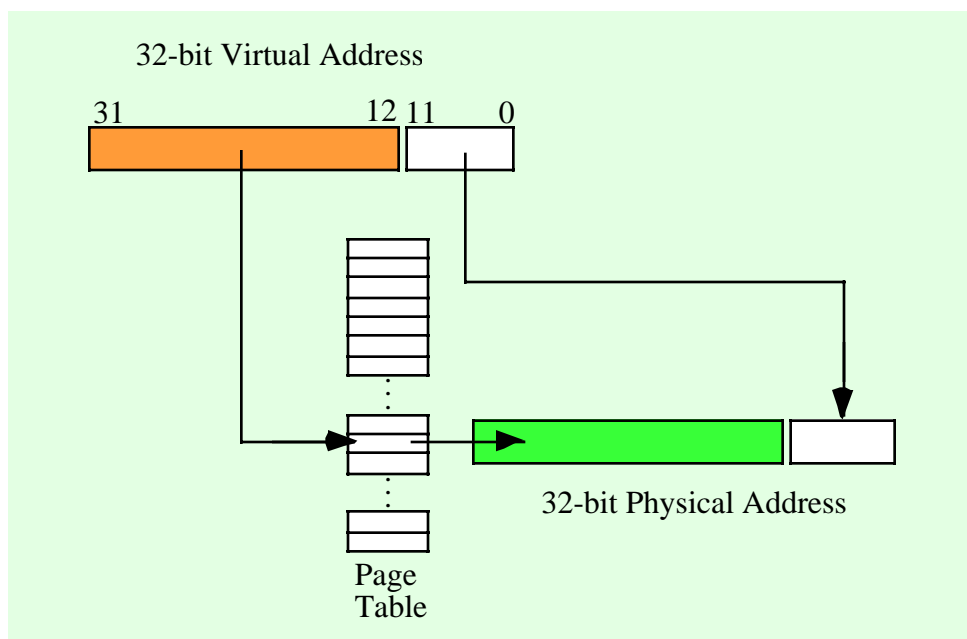 32-bit Virtual Address
31 12 11 0
32-bit Physical Address
Page
Table